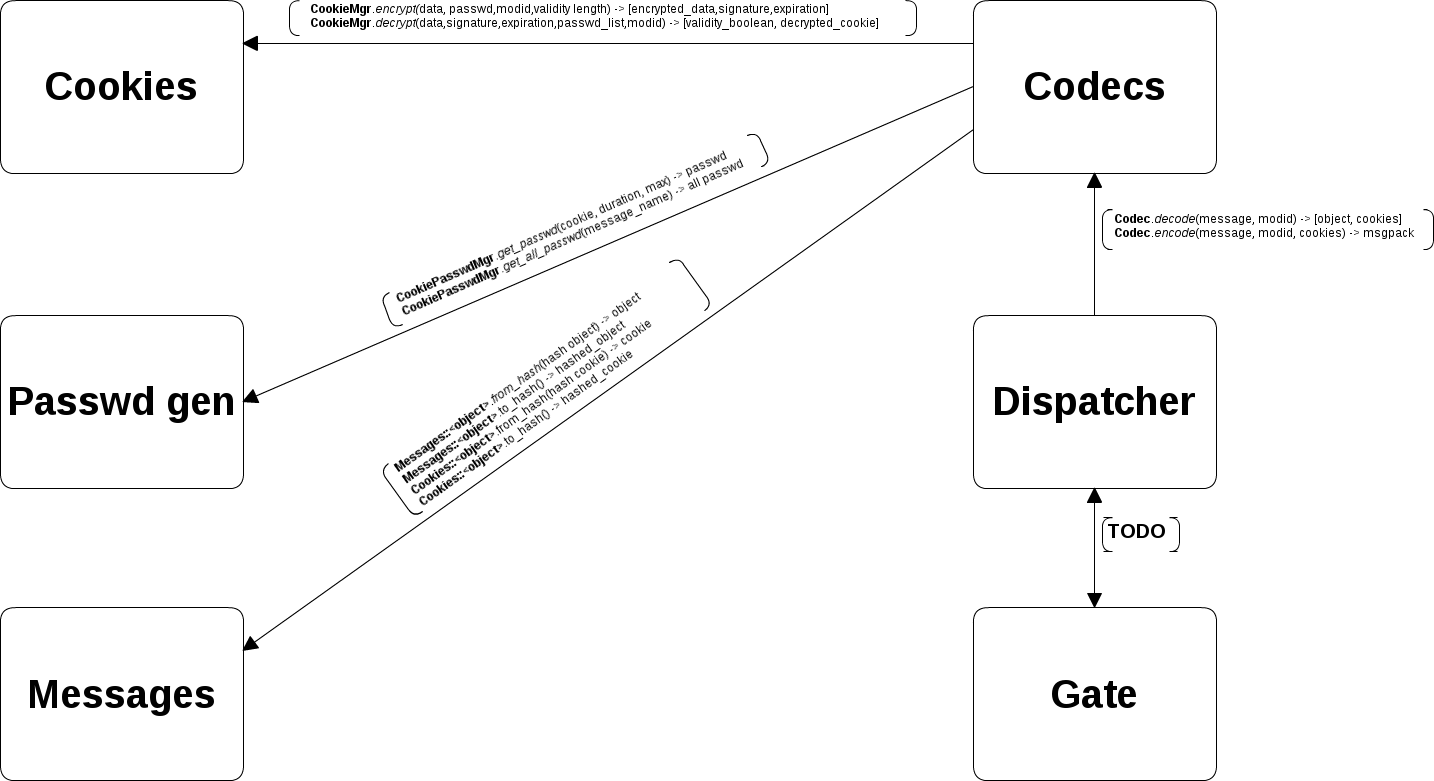 CookieMgr.encrypt(data, passwd,modid,validity length) -> [encrypted_data,signature,expiration]
CookieMgr.decrypt(data,signature,expiration,passwd_list,modid) -> [validity_boolean, decrypted_cookie]
Cookies
Codecs
CookiePasswdMgr.get_passwd(cookie, duration, max) -> passwd
CookiePasswdMgr.get_all_passwd(message_name) -> all passwd
Codec.decode(message, modid) -> [object, cookies]
Codec.encode(message, modid, cookies) -> msgpack
Messages::<object>.from_hash(hash object) -> object
Messages::<object>.to_hash() -> hashed_object
Cookies::<object>.from_hash(hash cookie) -> cookie
Cookies::<object>.to_hash() -> hashed_cookie
Passwd gen
Dispatcher
TODO
Messages
Gate